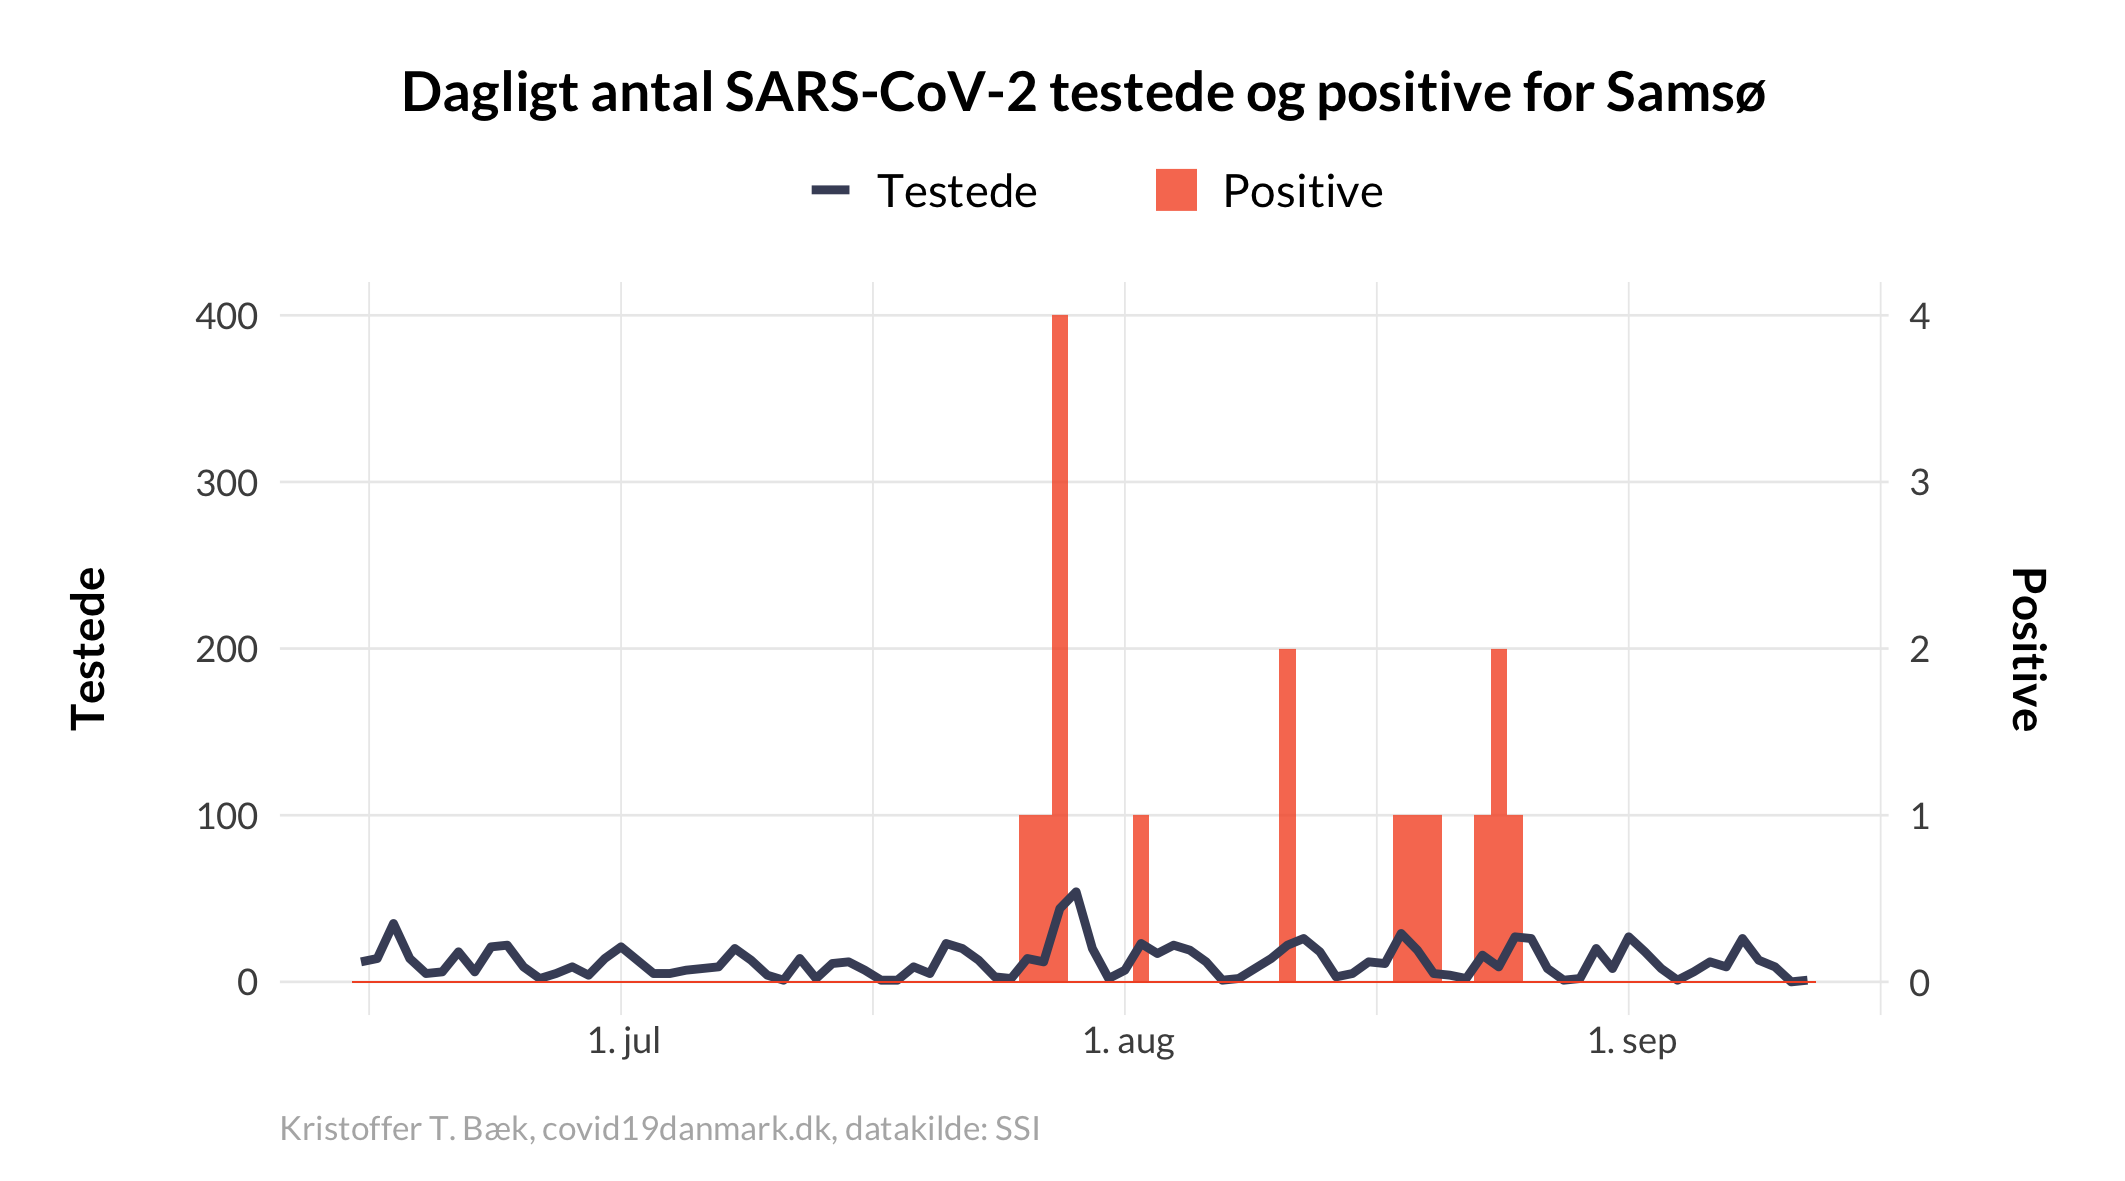 Dagligt antal SARS-CoV-2 testede og positive for Samsø
Testede
Positive
400
300
200
100
0
4
3
2
1
0
Testede
Positive
1. jul
1. aug
1. sep
Kristoffer T. Bæk, covid19danmark.dk, datakilde: SSI